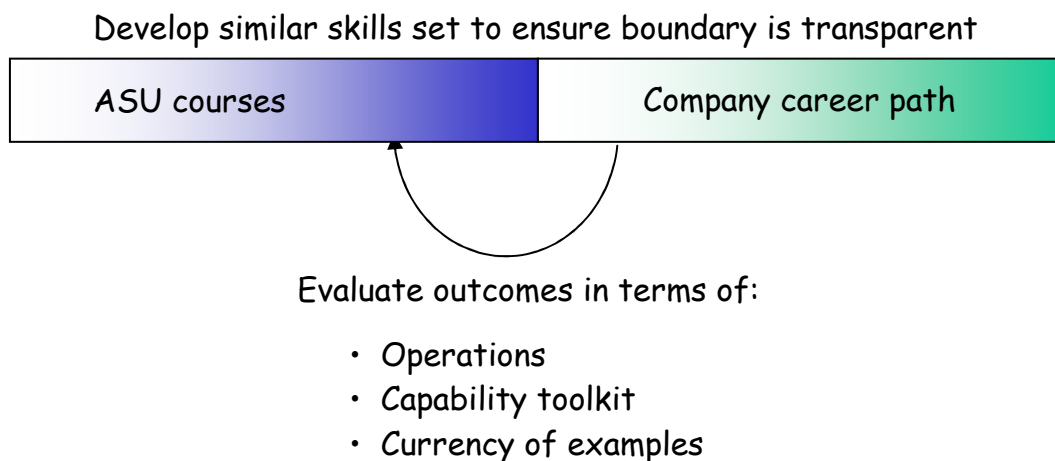 Develop similar skills set to ensure boundary is transparent
ASU courses
Company career path
Evaluate outcomes in terms of:
• Operations
• Capability toolkit
• Currency of examples